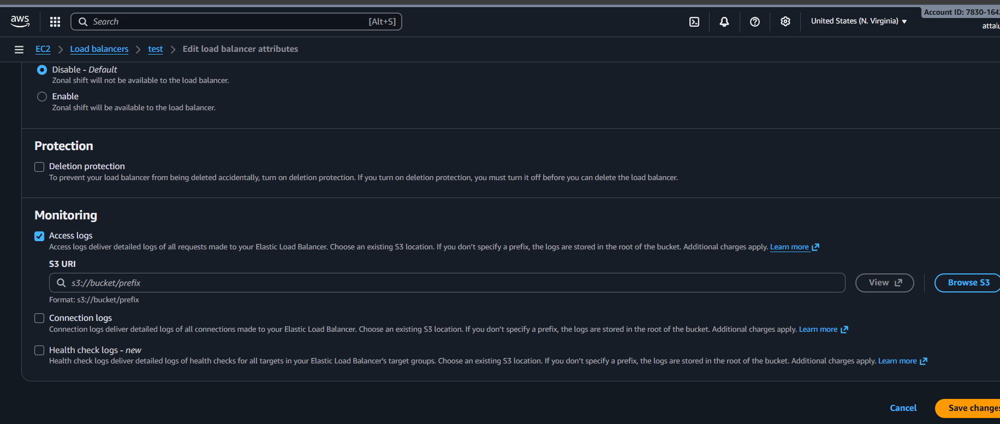 aws
Search
[Alt+S]
United States (N. Virginia)
Account ID: 7830-164
EC2
Load balancers
test
Edit load balancer attributes
Disable - Default
Zonal shift will not be available to the load balancer.
Enable
Zonal shift will be available to the load balancer.
Protection
Deletion protection
To prevent your load balancer from being deleted accidentally, turn on deletion protection. If you turn on deletion protection, you must turn it off before you can delete the load balancer.
Monitoring
Access logs
Access logs deliver detailed logs of all requests made to your Elastic Load Balancer. Choose an existing S3 location. If you don’t specify a prefix, the logs are stored in the root of the bucket. Additional charges apply. Learn more
S3 URI
s3://bucket/prefix
View
Browse S3
Format: s3://bucket/prefix
Connection logs
Connection logs deliver detailed logs of all connections made to your Elastic Load Balancer. Choose an existing S3 location. If you don’t specify a prefix, the logs are stored in the root of the bucket. Additional charges apply. Learn more
Health check logs - new
Health check logs deliver detailed logs of health checks for all targets in your Elastic Load Balancer's target groups. Choose an existing S3 location. If you don’t specify a prefix, the logs are stored in the root of the bucket. Additional charges apply. Learn more
Cancel
Save changes